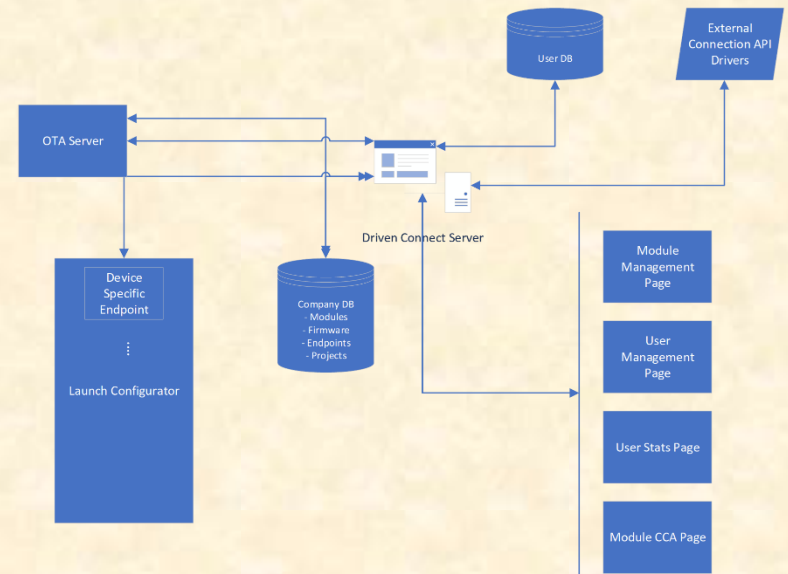 External
Connection API
Drivers
User DB
OTA Server
Driven Connect Server
Device
Specific
Endpoint
Launch Configurator
Company DB
- Modules
- Firmware
- Endpoints
- Projects
Module
Management
Page
User
Management
Page
User Stats Page
Module CCA Page